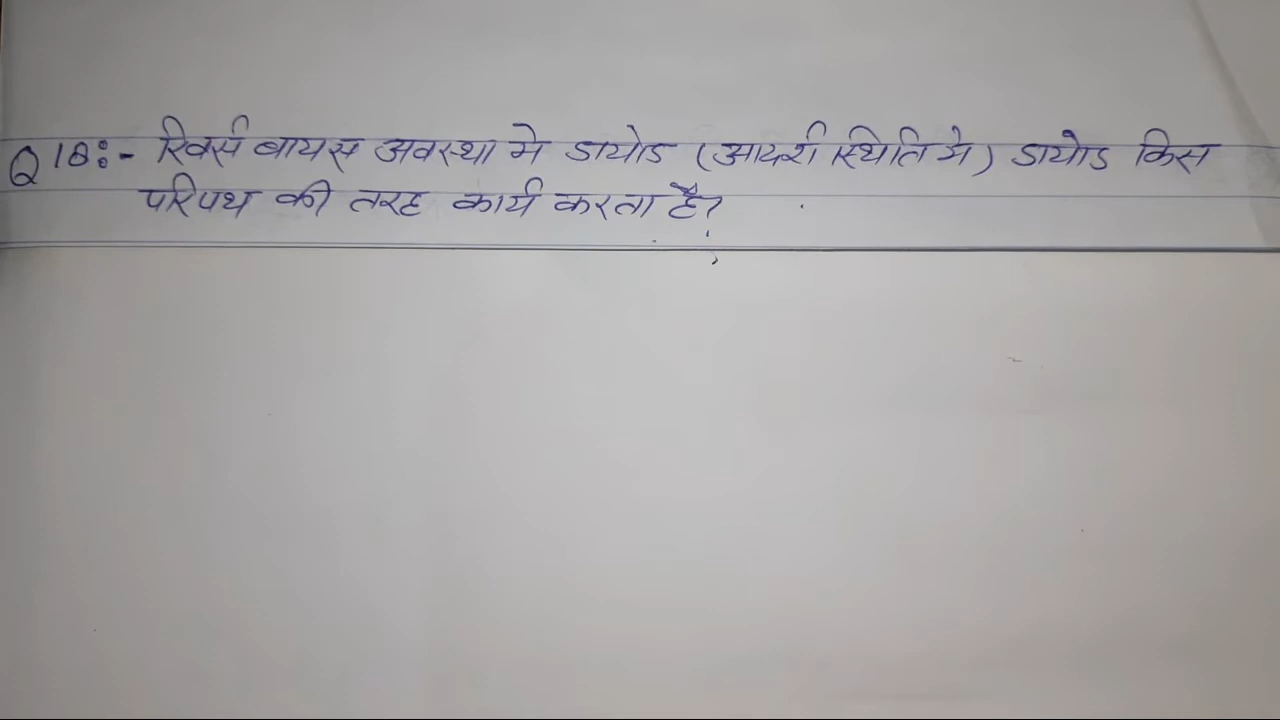 Q18:- रिवर्स बायस अवस्था मे डायोड (आदर्श स्थिति मे) डायोड किस
परिपथ की तरह कार्य करता है?